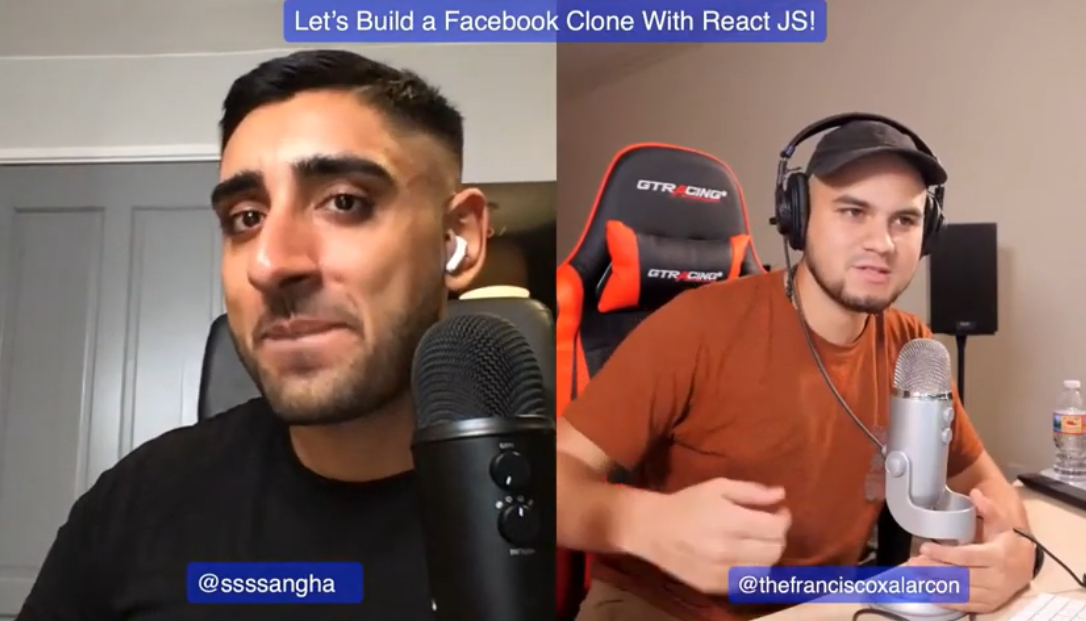 Let's Build a Facebook Clone With React JS!
GTRACING
GTRACING
@ssssangha
@thefranciscoxalarcon